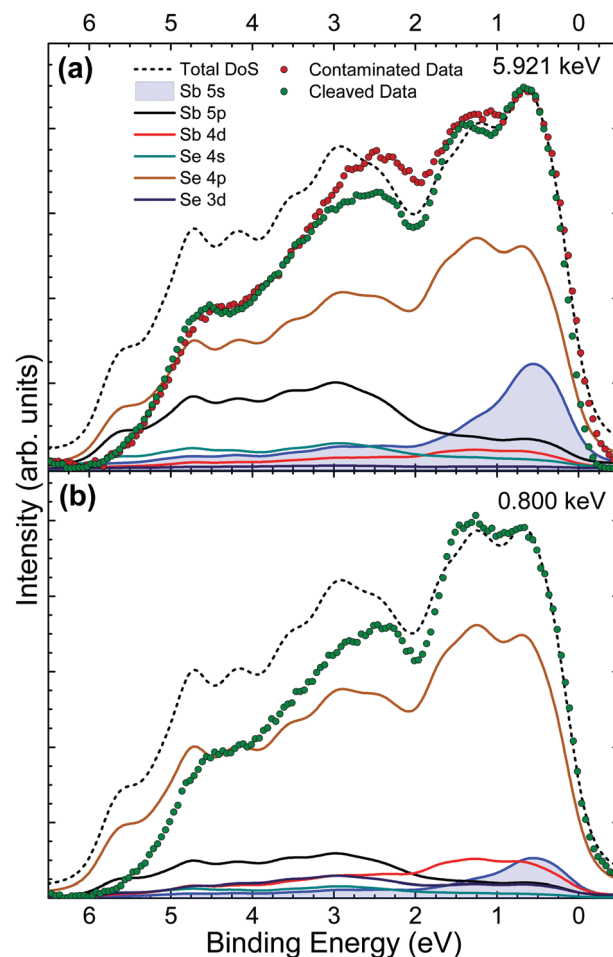 6 5 4 3 2 1 0
(a)
Total DoS
Sb 5s
Sb 5p
Sb 4d
Se 4s
Se 4p
Se 3d
Contaminated Data
Cleaved Data
5.921 keV
Intensity (arb. units)
(b)
0.800 keV
6 5 4 3 2 1 0
Binding Energy (eV)